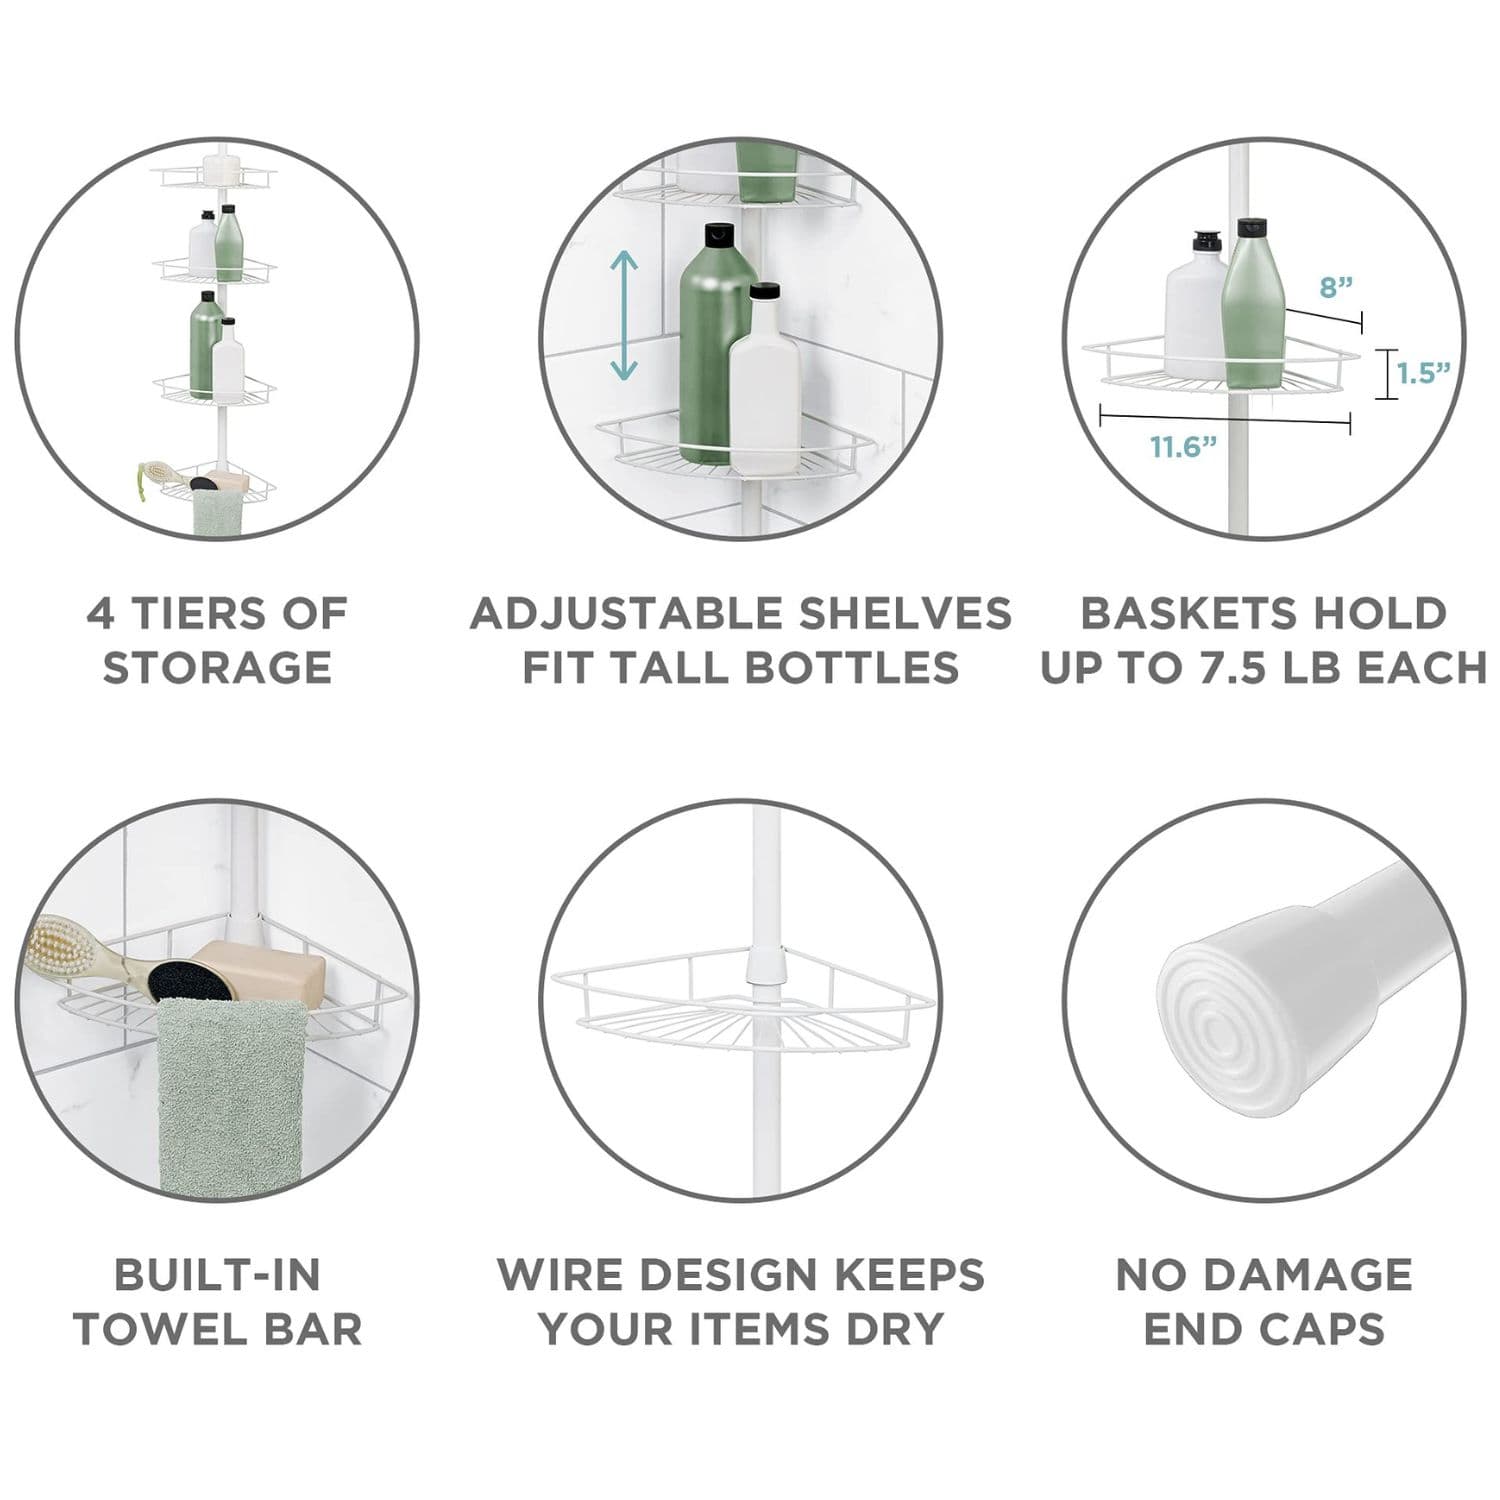 8”
1.5”
11.6”
4 TIERS OF
STORAGE
ADJUSTABLE SHELVES
FIT TALL BOTTLES
BASKETS HOLD
UP TO 7.5 LB EACH
BUILT-IN
TOWEL BAR
WIRE DESIGN KEEPS
YOUR ITEMS DRY
NO DAMAGE
END CAPS